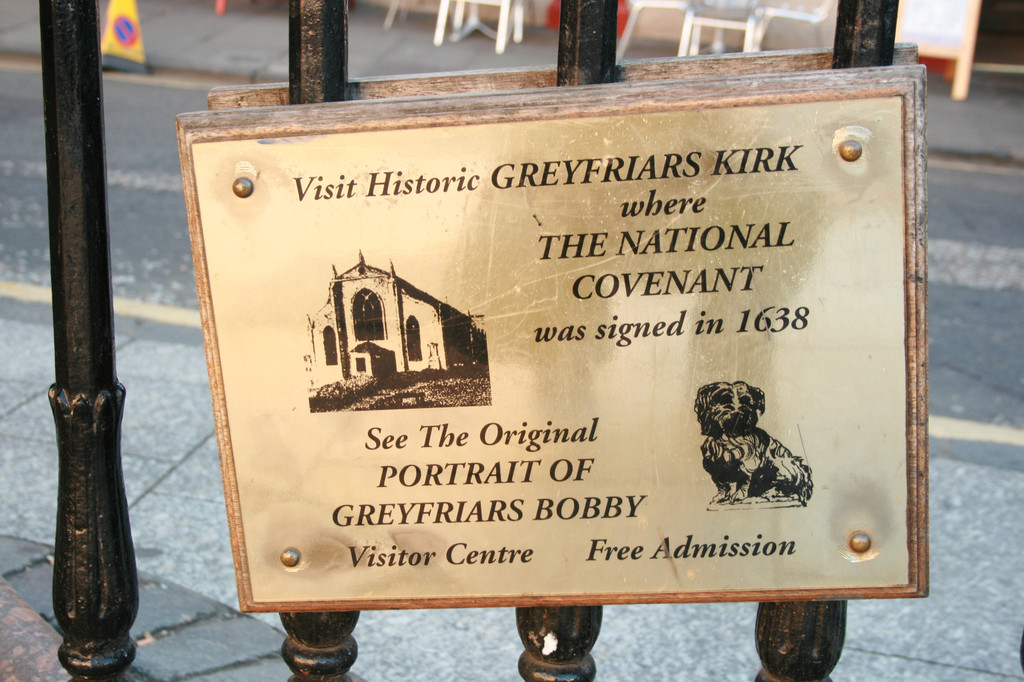 Visit Historic GREYFRIARS KIRK
where
THE NATIONAL
COVENANT
was signed in 1638
See The Original
PORTRAIT OF
GREYFRIARS BOBBY
Visitor Centre Free Admission